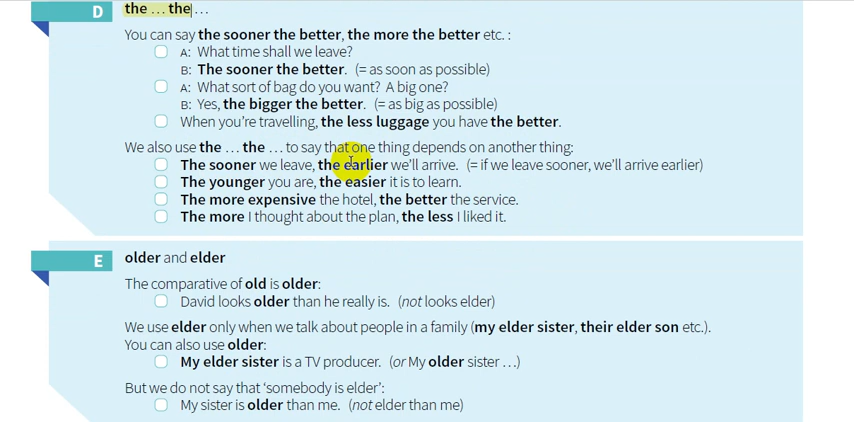 D
the … the …
You can say the sooner the better, the more the better etc. :
A: What time shall we leave?
B: The sooner the better. (= as soon as possible)
A: What sort of bag do you want? A big one?
B: Yes, the bigger the better. (= as big as possible)
When you’re travelling, the less luggage you have the better.
We also use the … the … to say that one thing depends on another thing:
The sooner we leave, the earlier we’ll arrive. (= if we leave sooner, we’ll arrive earlier)
The younger you are, the easier it is to learn.
The more expensive the hotel, the better the service.
The more I thought about the plan, the less I liked it.
E
older and elder
The comparative of old is older:
David looks older than he really is. (not looks elder)
We use elder only when we talk about people in a family (my elder sister, their elder son etc.).
You can also use older:
My elder sister is a TV producer. (or My older sister …)
But we do not say that ‘somebody is elder’:
My sister is older than me. (not elder than me)